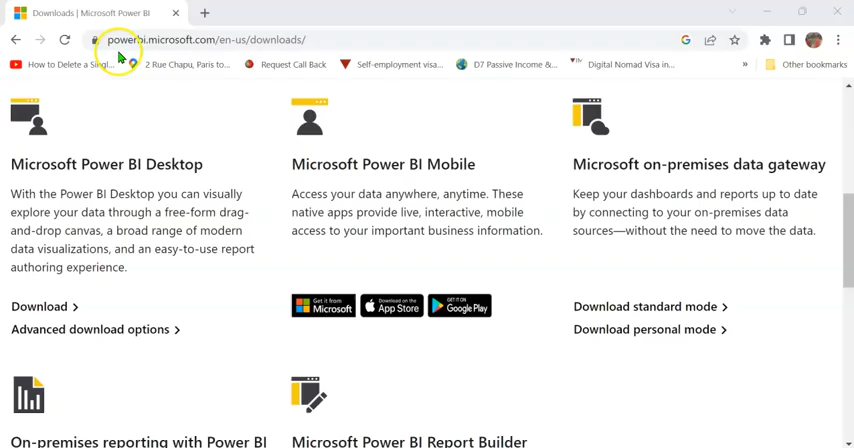 Downloads | Microsoft Power BI
powerbi.microsoft.com/en-us/downloads/
How to Delete a Singl...
2 Rue Chapu, Paris to...
Request Call Back
Self-employment visa...
D7 Passive Income &...
Digital Nomad Visa in...
»
Other bookmarks
Microsoft Power BI Desktop
With the Power BI Desktop you can visually
explore your data through a free-form drag-
and-drop canvas, a broad range of modern
data visualizations, and an easy-to-use report
authoring experience.
Download >
Advanced download options >
Microsoft Power BI Mobile
Access your data anywhere, anytime. These
native apps provide live, interactive, mobile
access to your important business information.
Get it from
Microsoft
Download on the
App Store
GET IT ON
Google Play
Microsoft on-premises data gateway
Keep your dashboards and reports up to date
by connecting to your on-premises data
sources—without the need to move the data.
Download standard mode >
Download personal mode >
On-premises reporting with Power BI
Microsoft Power BI Report Builder